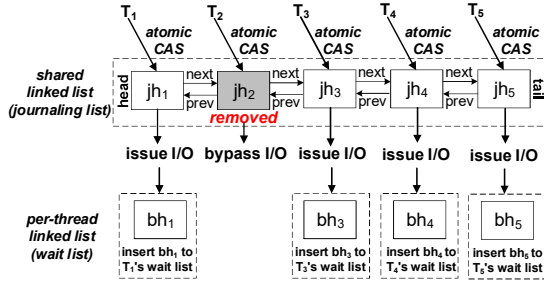 T1 T2 T3 T4 T5
atomic CAS atomic CAS atomic CAS atomic CAS atomic CAS
shared linked list (journaling list)
head
jh1 next prev jh2 next prev jh3 next prev jh4 next prev jh5
tail
removed
issue I/O bypass I/O issue I/O issue I/O issue I/O
per-thread linked list (wait list)
bh1 bh3 bh4 bh5
insert bh1 to T1's wait list
insert bh3 to T3's wait list
insert bh4 to T4's wait list
insert bh5 to T5's wait list